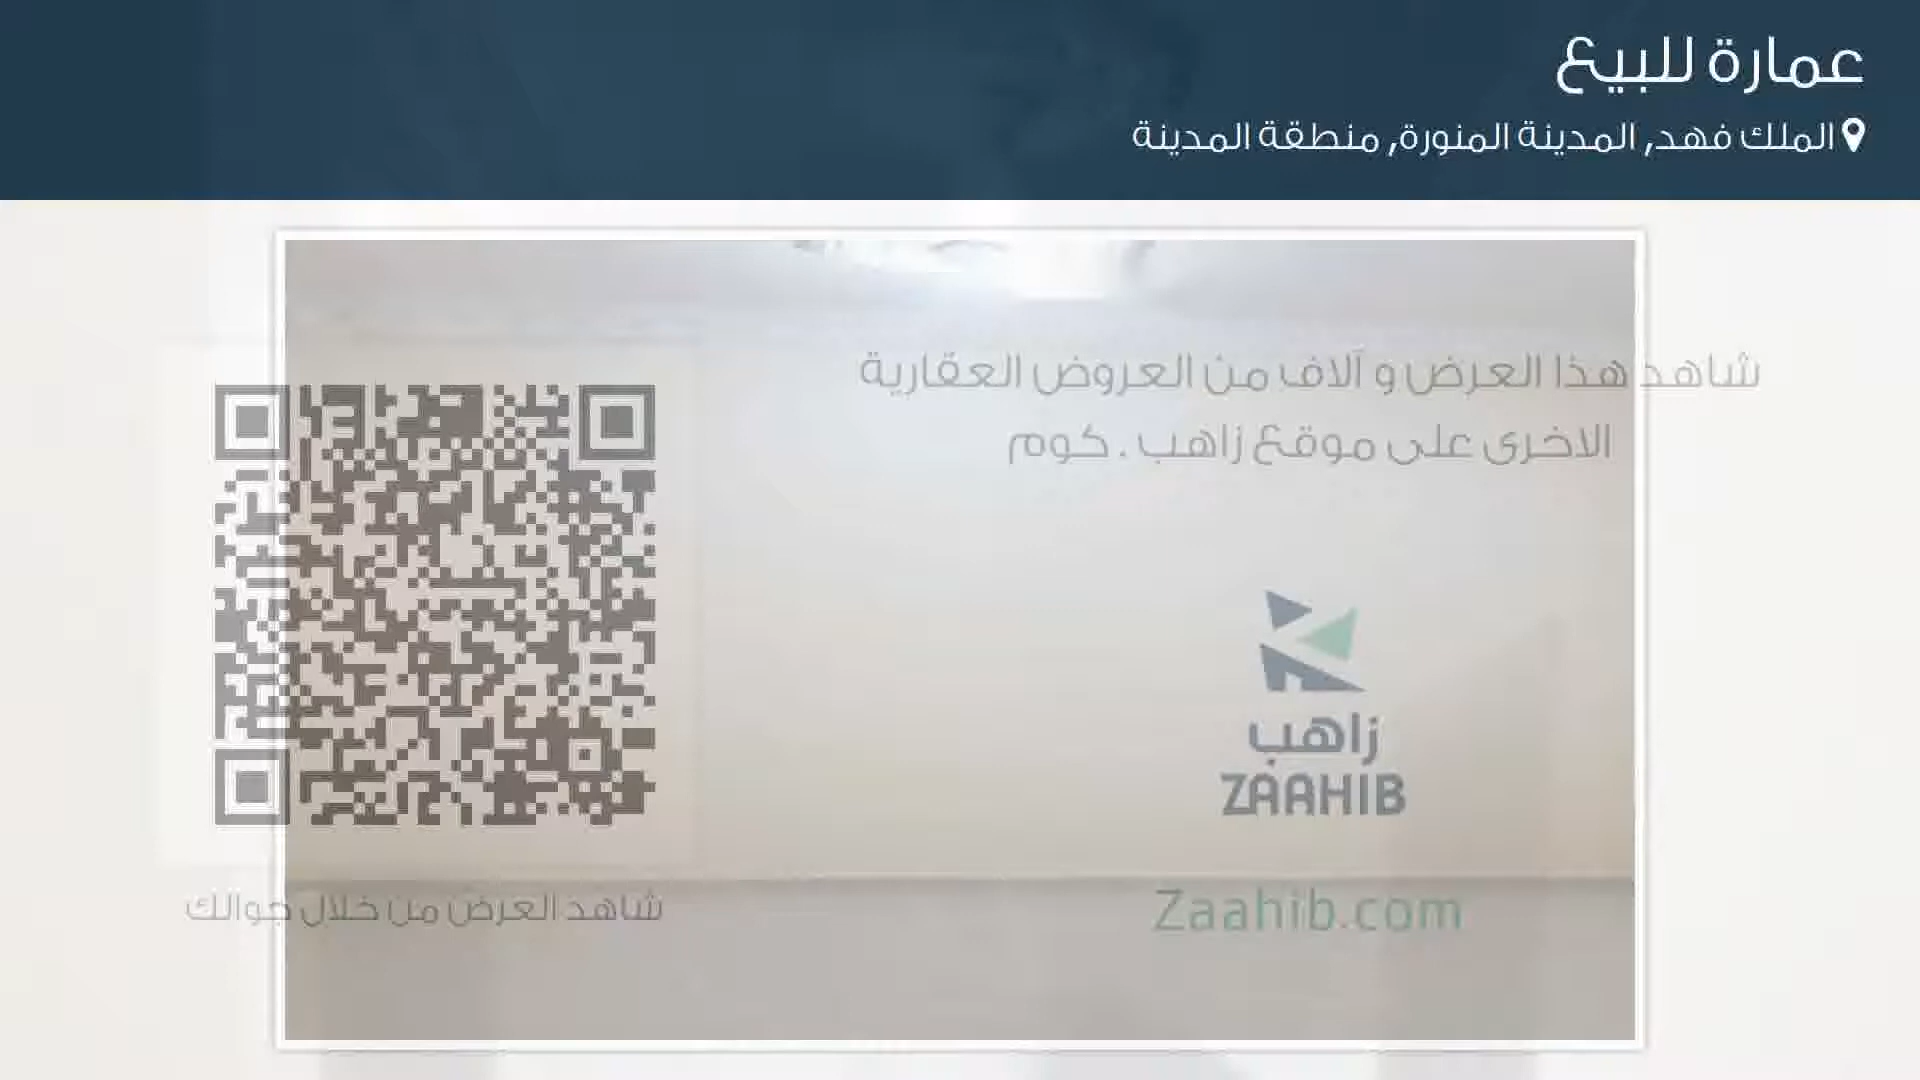 عمارة للبيع
الملك فهد, المدينة المنورة, منطقة المدينة
شاهد هذا العرض و آلاف من العروض العقارية
الاخرى على موقع زاهب . كوم
زاهب
ZAAHIB
Zaahib.com
شاهد العرض من خلال جوالك